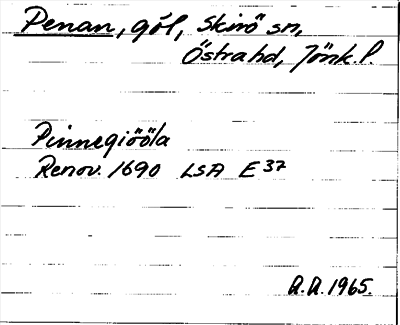 Penan, göl, Skirö sn,
Östra hd, Jönk. l.
Pinnegiööla
Renov. 1690 LSA E 37
A.A. 1965.